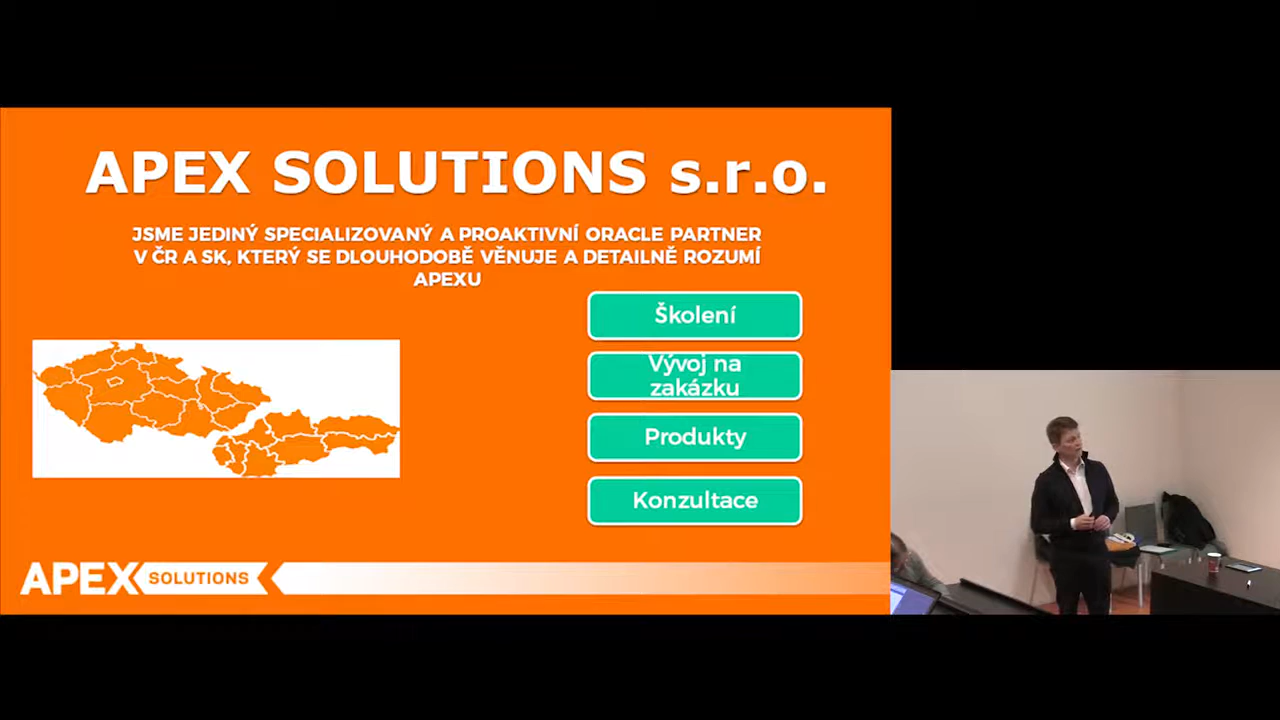 APEX SOLUTIONS s.r.o.
JSME JEDINÝ SPECIALIZOVANÝ A PROAKTIVNÍ ORACLE PARTNER
V ČR A SK, KTERÝ SE DLOUHODOBĚ VĚNUJE A DETAILNĚ ROZUMÍ
APEXU
Školení
Vývoj na
zakázku
Produkty
Konzultace
APEX SOLUTIONS